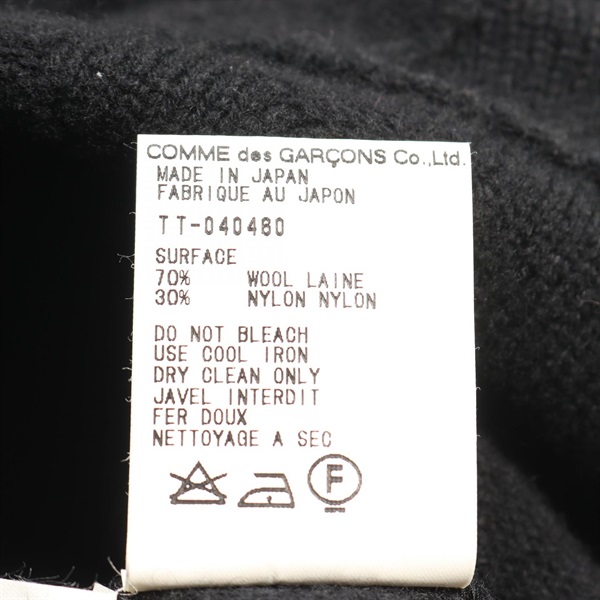 COMME des GARÇONS Co.,Ltd.
MADE IN JAPAN
FABRIQUE AU JAPON
TT-040480
SURFACE
70% WOOL LAINE
30% NYLON NYLON
DO NOT BLEACH
USE COOL IRON
DRY CLEAN ONLY
JAVEL INTERDIT
FER DOUX
NETTOYAGE A SEC
F